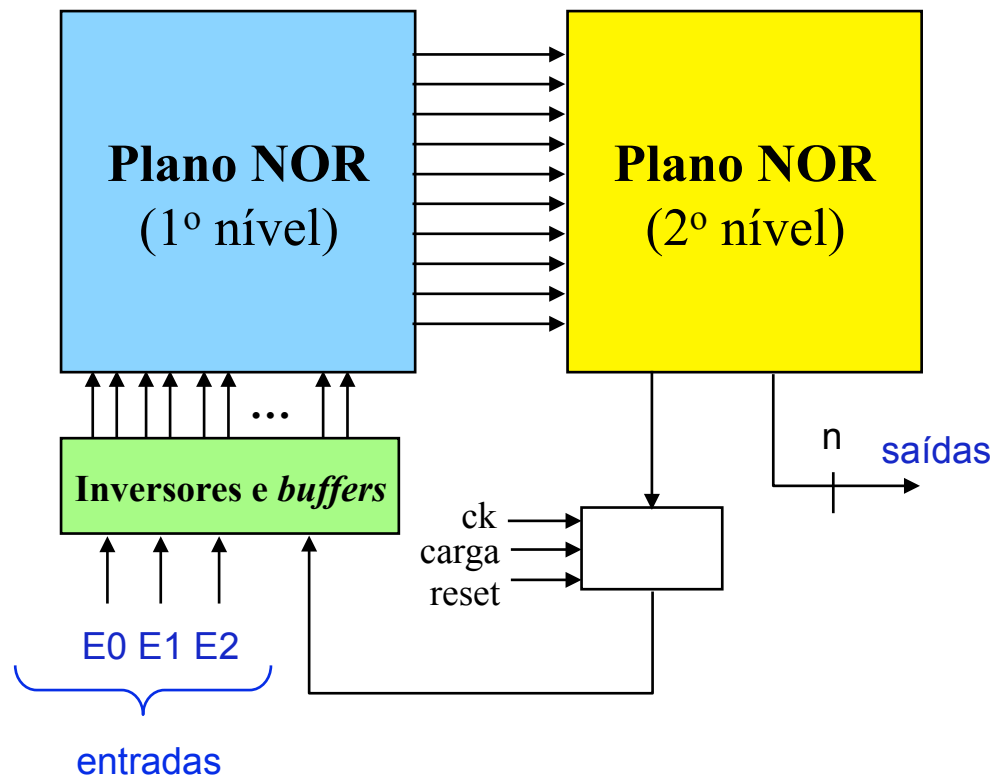 Plano NOR
(1º nível)
Plano NOR
(2º nível)
...
Inversores e buffers
n
saídas
ck
carga
reset
E0 E1 E2
entradas